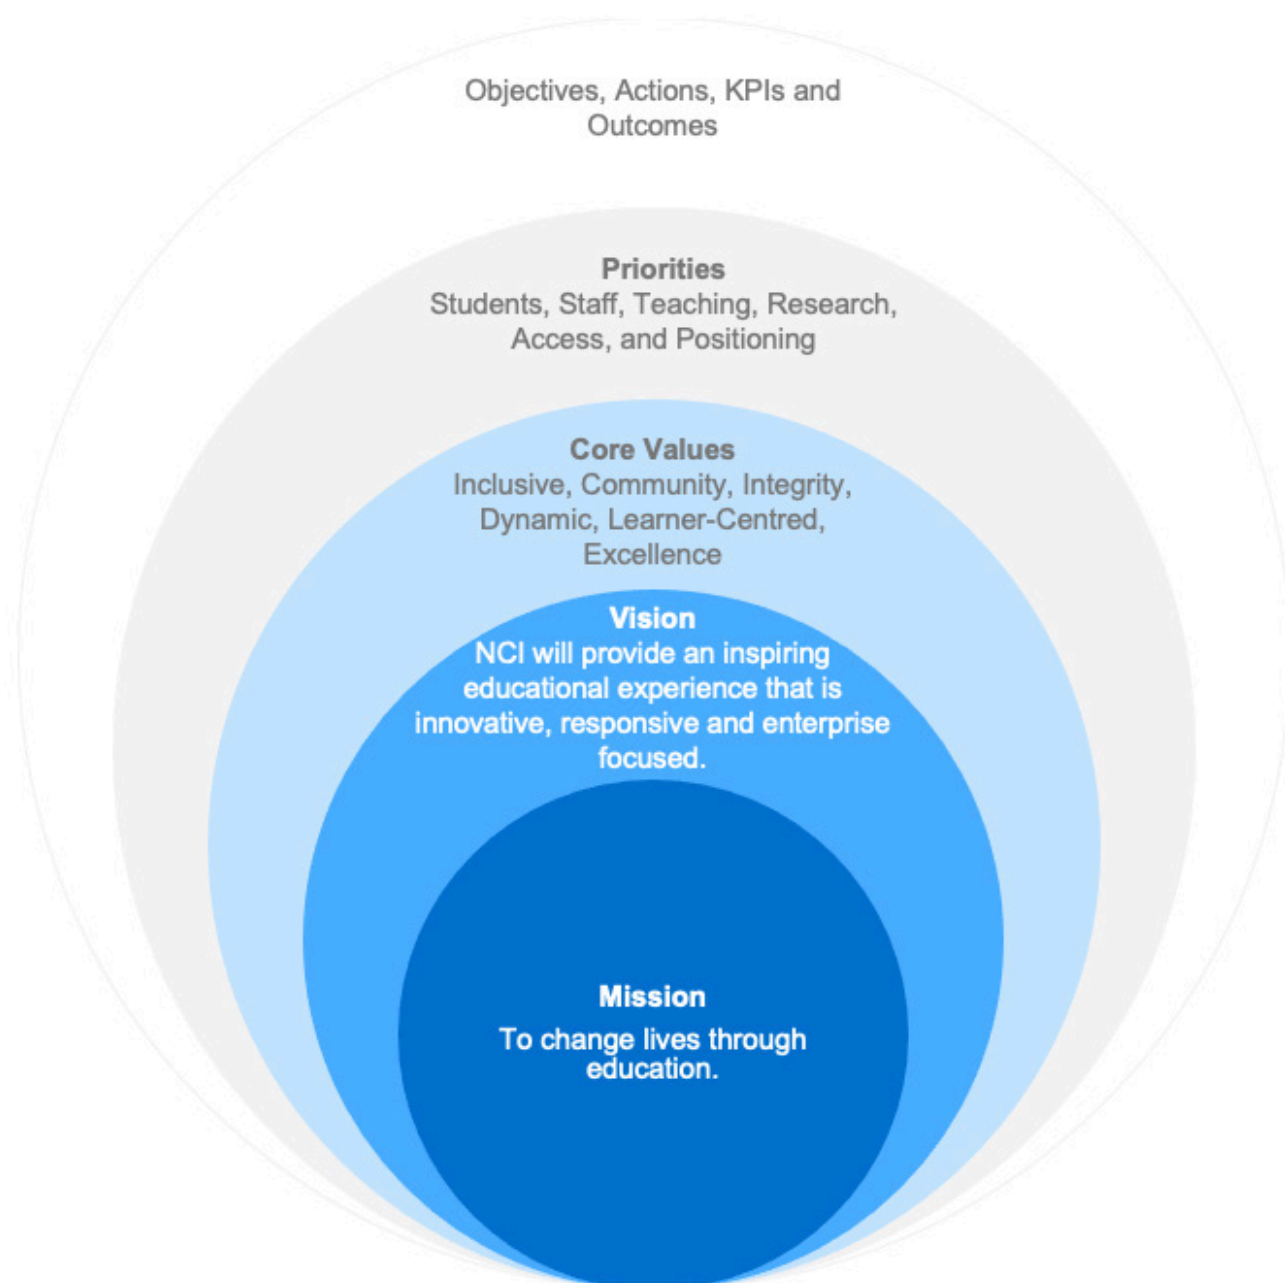 Objectives, Actions, KPIs and
Outcomes
Priorities
Students, Staff, Teaching, Research,
Access, and Positioning
Core Values
Inclusive, Community, Integrity,
Dynamic, Learner-Centred,
Excellence
Vision
NCI will provide an inspiring
educational experience that is
innovative, responsive and enterprise
focused.
Mission
To change lives through
education.